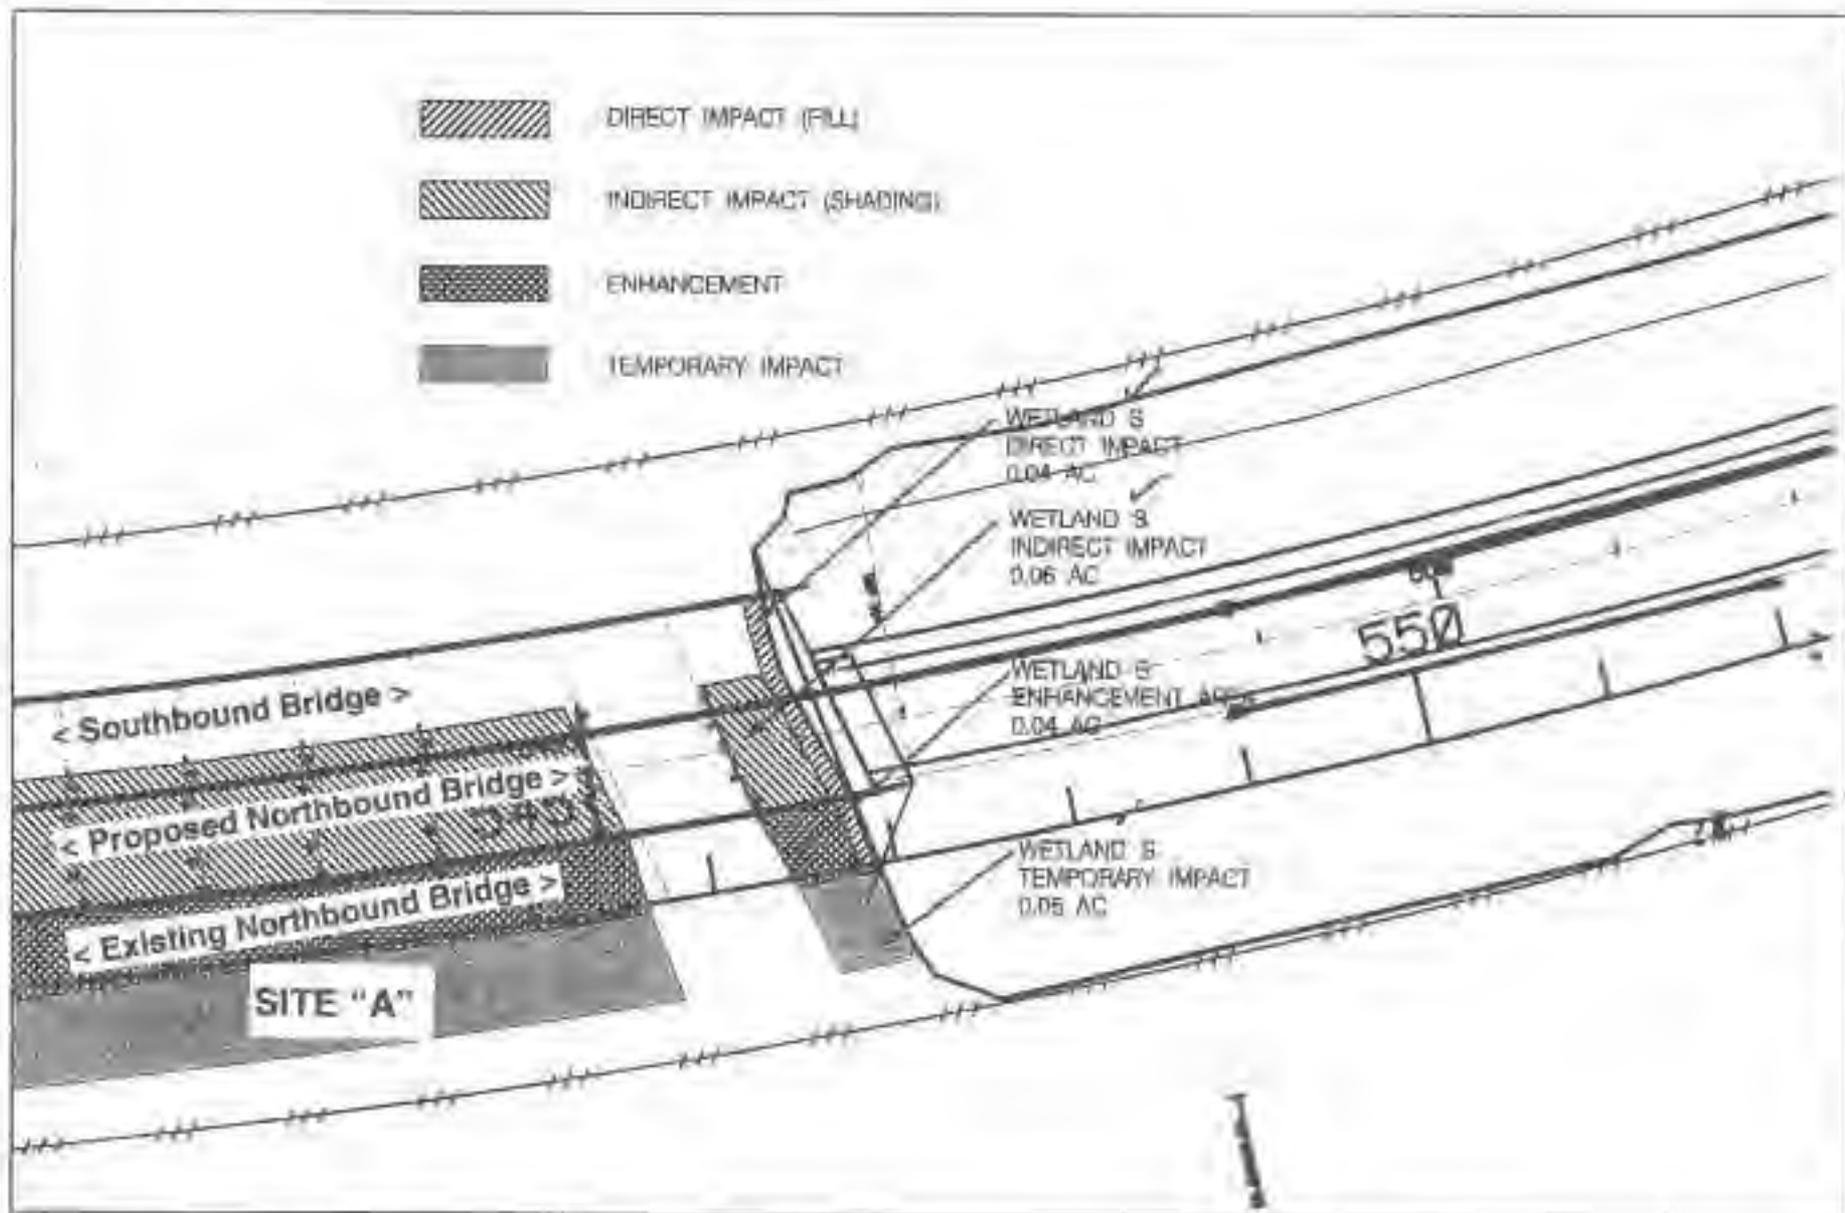 DIRECT IMPACT (FILL)
INDIRECT IMPACT (SHADING)
ENHANCEMENT
TEMPORARY IMPACT
WETLAND S
DIRECT IMPACT
0.04 AC
WETLAND S
INDIRECT IMPACT
0.06 AC
WETLAND S
ENHANCEMENT AREA
0.04 AC
WETLAND S
TEMPORARY IMPACT
0.05 AC
550
545
< Southbound Bridge >
< Proposed Northbound Bridge >
< Existing Northbound Bridge >
SITE "A"